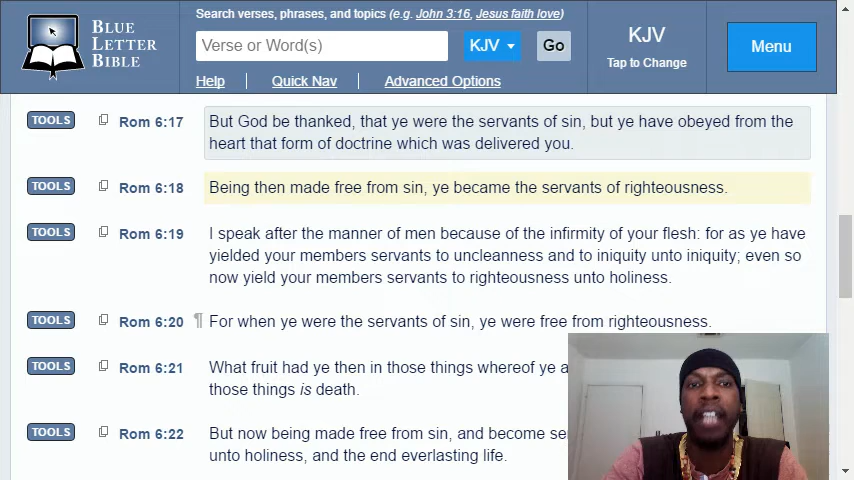 BLUE
LETTER
BIBLE
Search verses, phrases, and topics (e.g. John 3:16, Jesus faith love)
Verse or Word(s)
KJV
Go
Help
Quick Nav
Advanced Options
KJV
Tap to Change
Menu
TOOLS Rom 6:17 But God be thanked, that ye were the servants of sin, but ye have obeyed from the
heart that form of doctrine which was delivered you.
TOOLS Rom 6:18 Being then made free from sin, ye became the servants of righteousness.
TOOLS Rom 6:19 I speak after the manner of men because of the infirmity of your flesh: for as ye have
yielded your members servants to uncleanness and to iniquity unto iniquity; even so
now yield your members servants to righteousness unto holiness.
TOOLS Rom 6:20 ¶ For when ye were the servants of sin, ye were free from righteousness.
TOOLS Rom 6:21 What fruit had ye then in those things whereof ye a
those things is death.
TOOLS Rom 6:22 But now being made free from sin, and become se
unto holiness, and the end everlasting life.